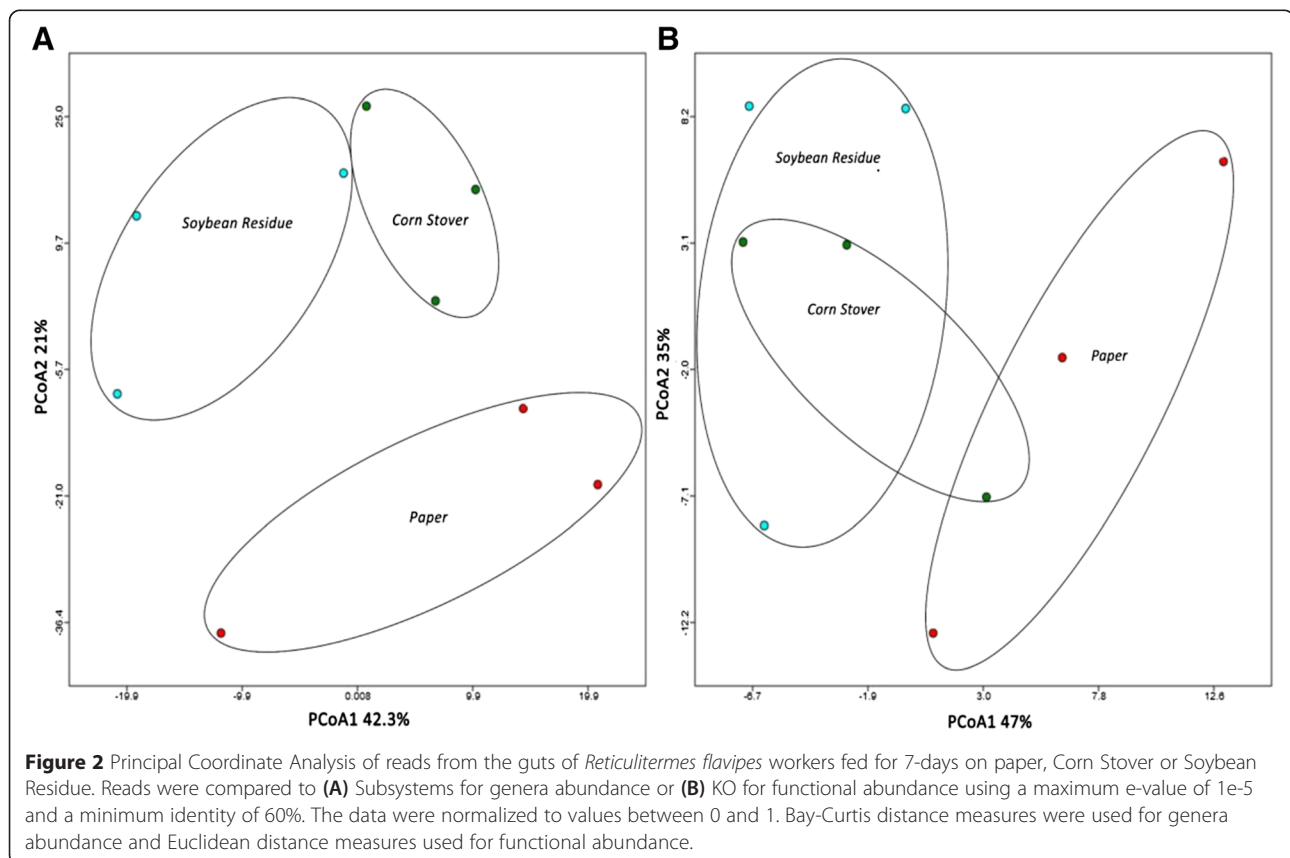 A
B
Soybean Residue
Corn Stover
Paper
PCoA2 21%
25.0
9.7
-5.7
-21.0
-36.4
-19.9
-9.9
0.008
9.9
19.9
PCoA1 42.3%
Soybean Residue
Corn Stover
Paper
PCoA2 35%
8.2
3.1
-2.0
-7.1
-12.2
-6.7
-1.9
3.0
7.8
12.6
PCoA1 47%
Figure 2 Principal Coordinate Analysis of reads from the guts of Reticulitermes flavipes workers fed for 7-days on paper, Corn Stover or Soybean
Residue. Reads were compared to (A) Subsystems for genera abundance or (B) KO for functional abundance using a maximum e-value of 1e-5
and a minimum identity of 60%. The data were normalized to values between 0 and 1. Bay-Curtis distance measures were used for genera
abundance and Euclidean distance measures used for functional abundance.